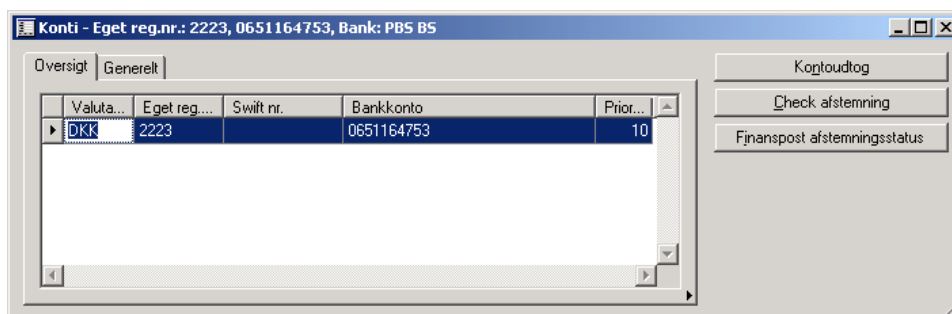 Konti - Eget reg.nr.: 2223, 0651164753, Bank: PBS BS
Oversigt Generelt
Kontoudtog
Check afstemning
Finanspost afstemningsstatus
Valuta... Eget reg.... Swift nr. Bankkonto Prior...
DKK 2223 0651164753 10